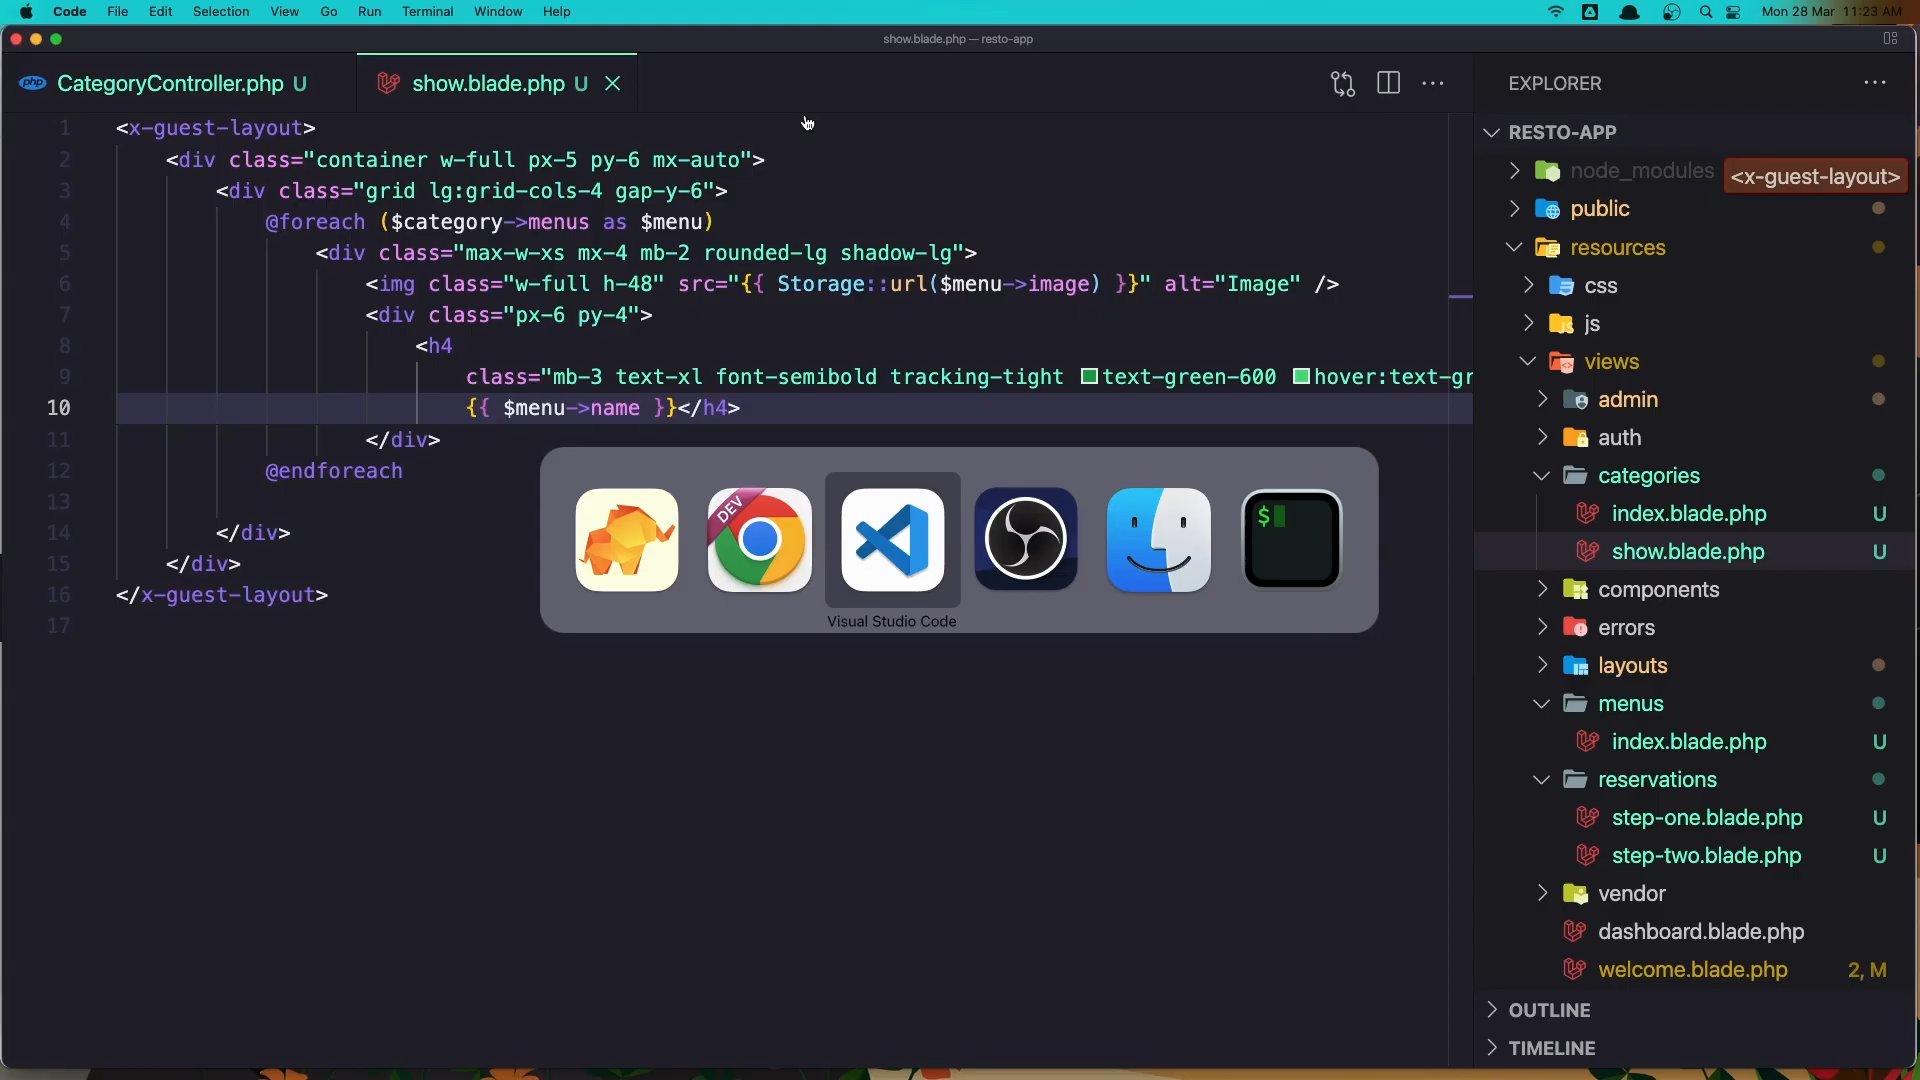 Code File Edit Selection View Go Run Terminal Window Help Mon 28 Mar 11:23 AM
show.blade.php — resto-app
php CategoryController.php U show.blade.php U
EXPLORER
RESTO-APP
1 <x-guest-layout>
2 <div class="container w-full px-5 py-6 mx-auto">
3 <div class="grid lg:grid-cols-4 gap-y-6">
4 @foreach ($category->menus as $menu)
5 <div class="max-w-xs mx-4 mb-2 rounded-lg shadow-lg">
6 <img class="w-full h-48" src="{{ Storage::url($menu->image) }}" alt="Image" />
7 <div class="px-6 py-4">
8 <h4
9 class="mb-3 text-xl font-semibold tracking-tight text-green-600 hover:text-gr
10 {{ $menu->name }}</h4>
11 </div>
12 @endforeach
13
14 </div>
15 </div>
16 </x-guest-layout>
17
DEV
$
Visual Studio Code
node_modules <x-guest-layout>
public
resources
css
js
views
admin
auth
categories
index.blade.php U
show.blade.php U
components
errors
layouts
menus
index.blade.php U
reservations
step-one.blade.php U
step-two.blade.php U
vendor
dashboard.blade.php
welcome.blade.php 2, M
OUTLINE
TIMELINE